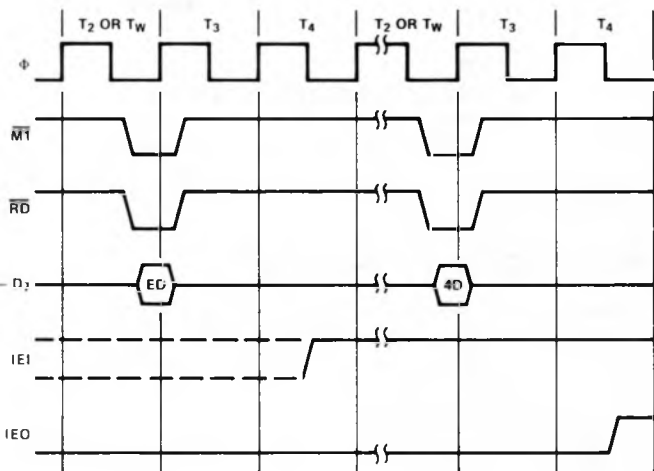 T2 OR TW T3 T4 T2 OR TW T3 T4
Φ
M1
RD
ED 4D
IEI
IEO